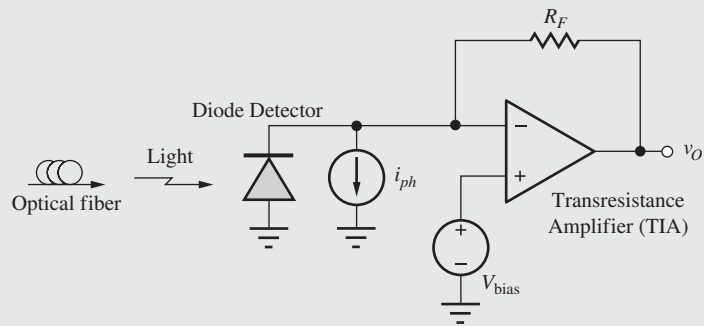 R_F
Diode Detector
−
v_O
Light
i_ph
+
Optical fiber
Transresistance
Amplifier (TIA)
+
−
V_bias